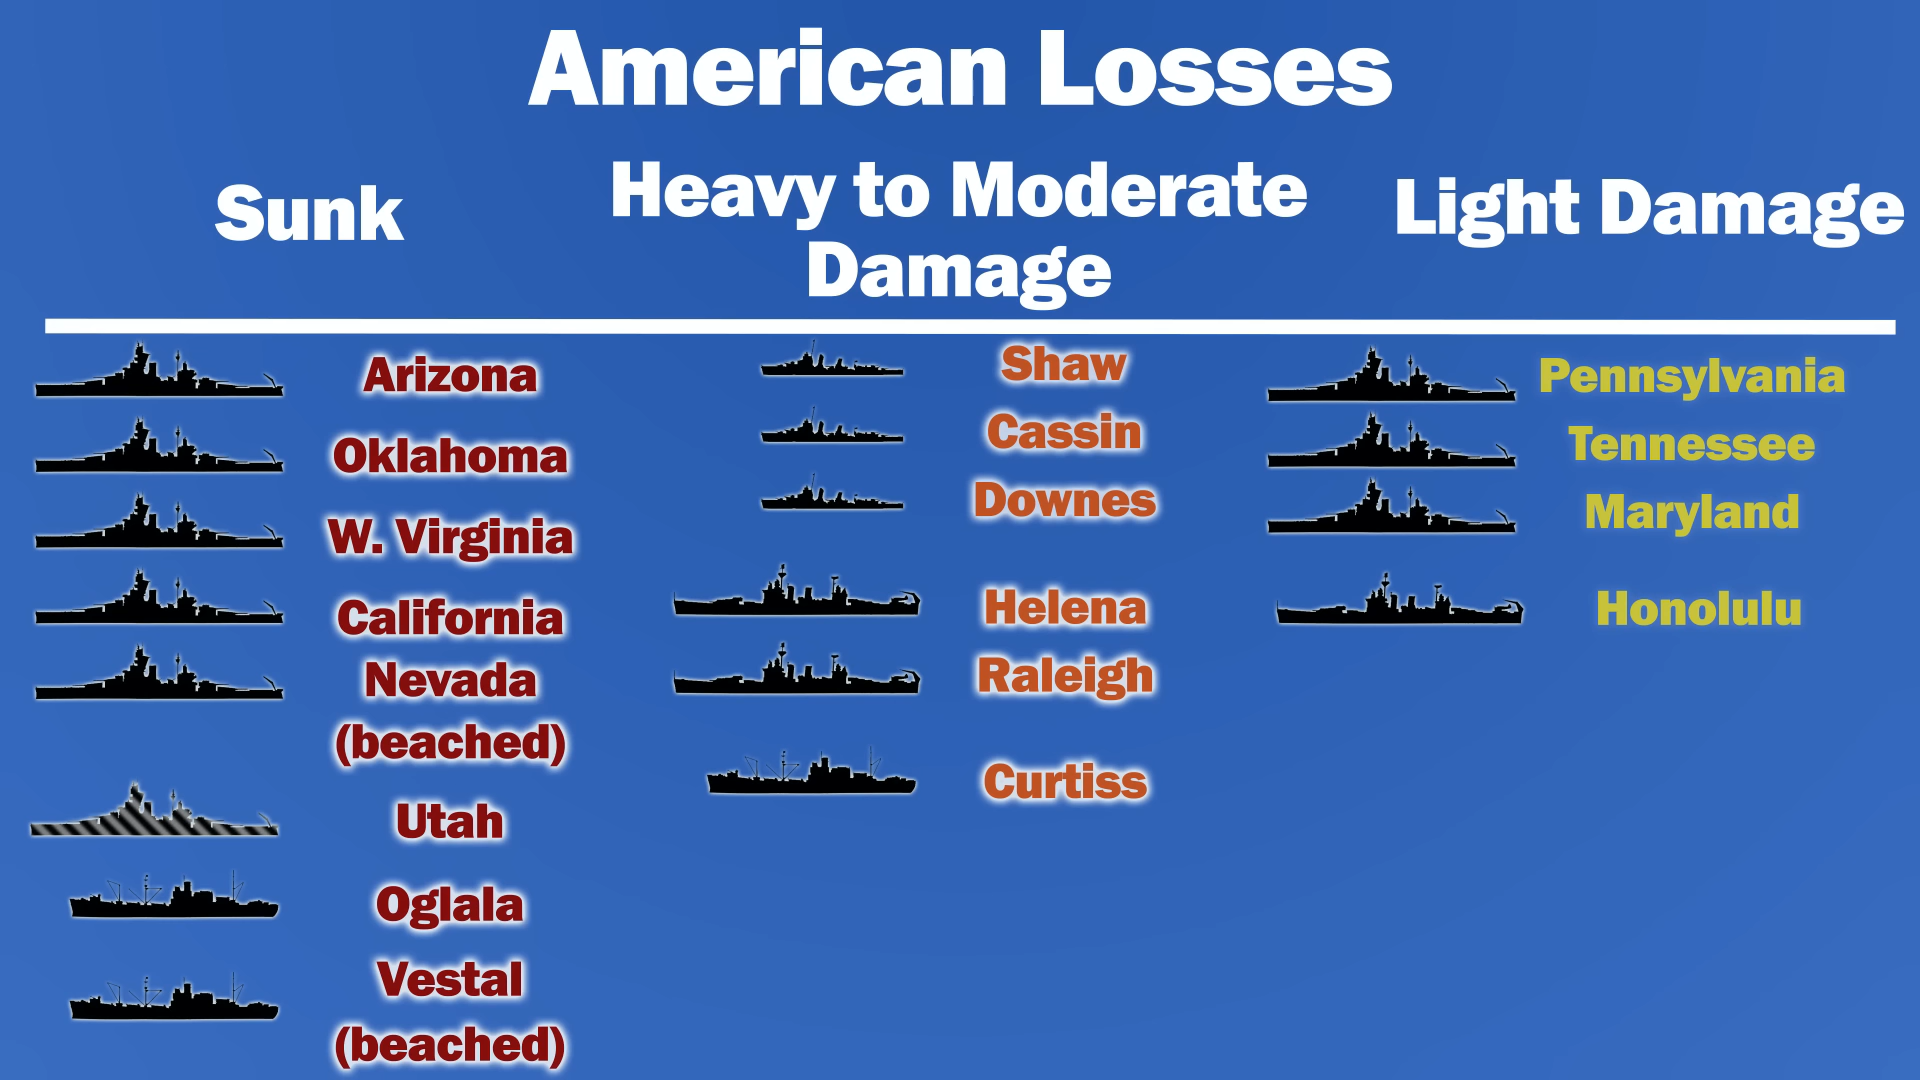 American Losses
Sunk
Heavy to Moderate
Damage
Light Damage
Arizona
Oklahoma
W. Virginia
California
Nevada
(beached)
Utah
Oglala
Vestal
(beached)
Shaw
Cassin
Downes
Helena
Raleigh
Curtiss
Pennsylvania
Tennessee
Maryland
Honolulu